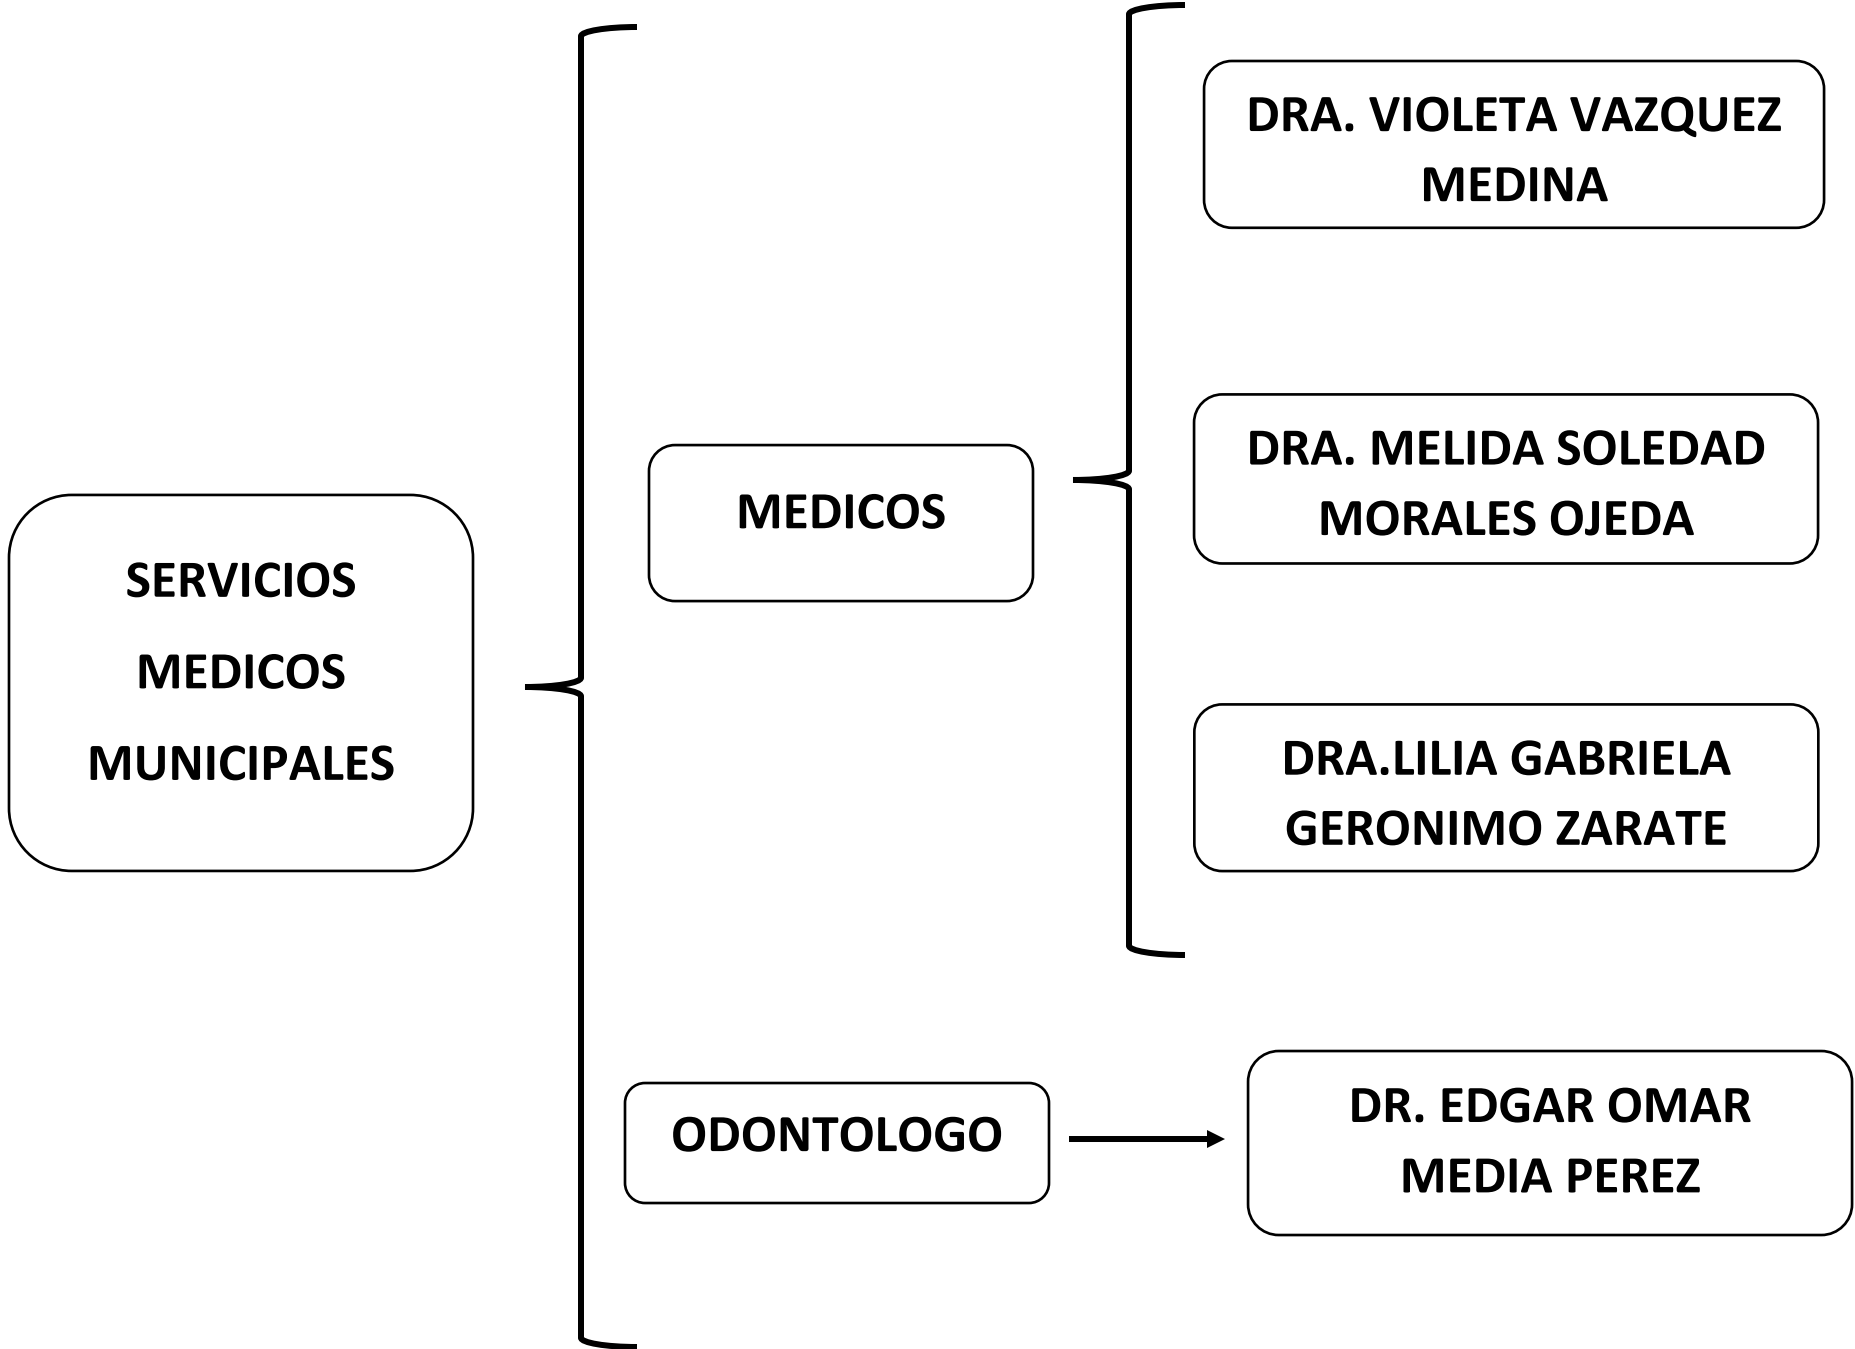 SERVICIOS
MEDICOS
MUNICIPALES
MEDICOS
DRA. VIOLETA VAZQUEZ
MEDINA
DRA. MELIDA SOLEDAD
MORALES OJEDA
DRA.LILIA GABRIELA
GERONIMO ZARATE
ODONTOLOGO
DR. EDGAR OMAR
MEDIA PEREZ